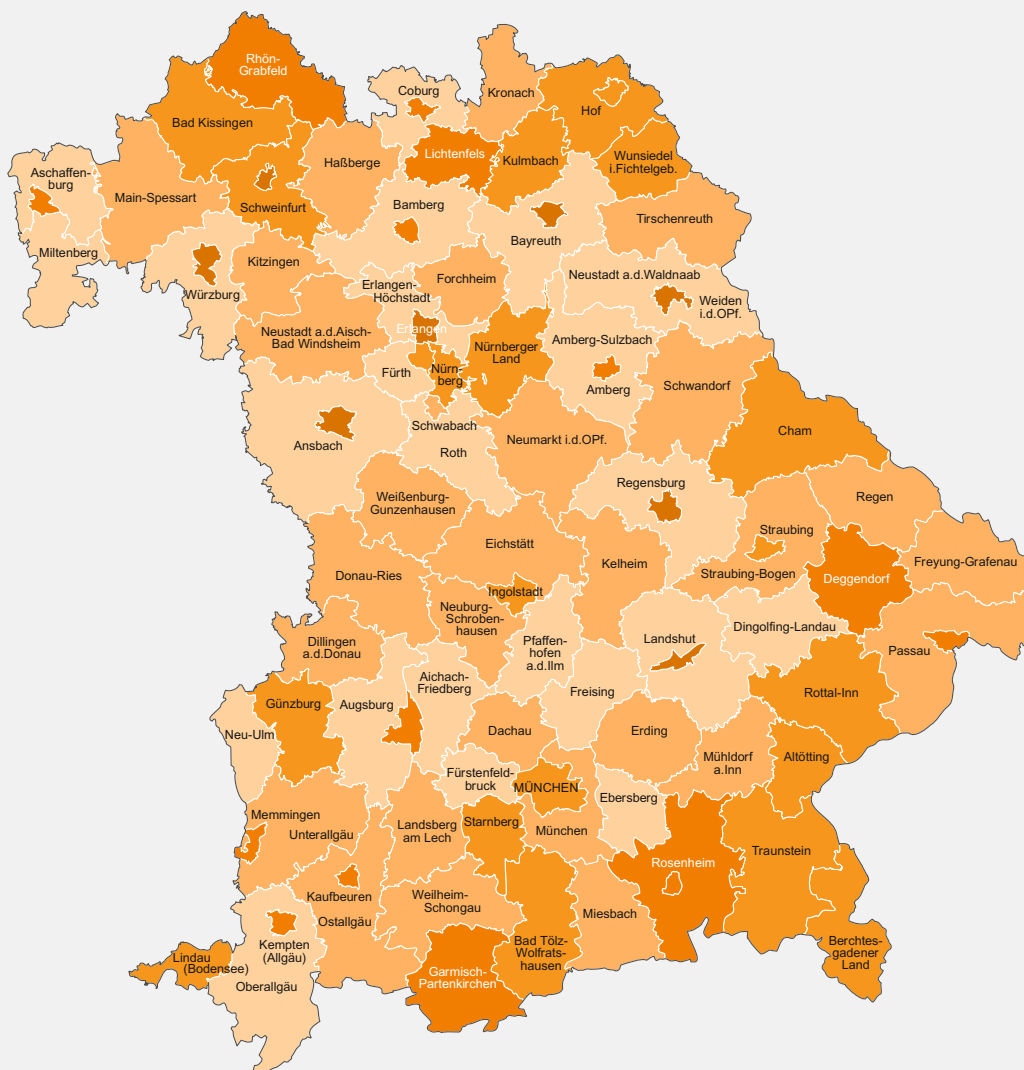 Rhön-
Grabfeld
Coburg
Kronach
Hof
Bad Kissingen
Lichtenfels
Kulmbach
Wunsiedel
i.Fichtelgeb.
Haßberge
Aschaffen-
burg
Main-Spessart
Schweinfurt
Bamberg
Bayreuth
Tirschenreuth
Miltenberg
Kitzingen
Würzburg
Erlangen-
Höchstadt
Forchheim
Neustadt a.d.Waldnaab
Weiden
i.d.OPf.
Neustadt a.d.Aisch-
Bad Windsheim
Erlangen
Nürnberger
Land
Amberg-Sulzbach
Fürth
Nürn-
berg
Amberg
Schwandorf
Ansbach
Schwabach
Roth
Neumarkt i.d.OPf.
Cham
Regensburg
Weißenburg-
Gunzenhausen
Regen
Straubing
Eichstätt
Kelheim
Freyung-Grafenau
Donau-Ries
Straubing-Bogen
Deggendorf
Ingolstadt
Neuburg-
Schroben-
hausen
Dillingen
a.d.Donau
Pfaffen-
hofen
a.d.Ilm
Landshut
Dingolfing-Landau
Passau
Aichach-
Friedberg
Freising
Rottal-Inn
Günzburg
Augsburg
Neu-Ulm
Dachau
Erding
Mühldorf
a.Inn
Altötting
Fürstenfeld-
bruck
MÜNCHEN
Ebersberg
Memmingen
Unterallgäu
Landsberg
am Lech
Starnberg
München
Traunstein
Rosenheim
Kaufbeuren
Weilheim-
Schongau
Ostallgäu
Miesbach
Kempten
(Allgäu)
Bad Tölz-
Wolfrats-
hausen
Berchtes-
gadener
Land
Lindau
(Bodensee)
Garmisch-
Partenkirchen
Oberallgäu